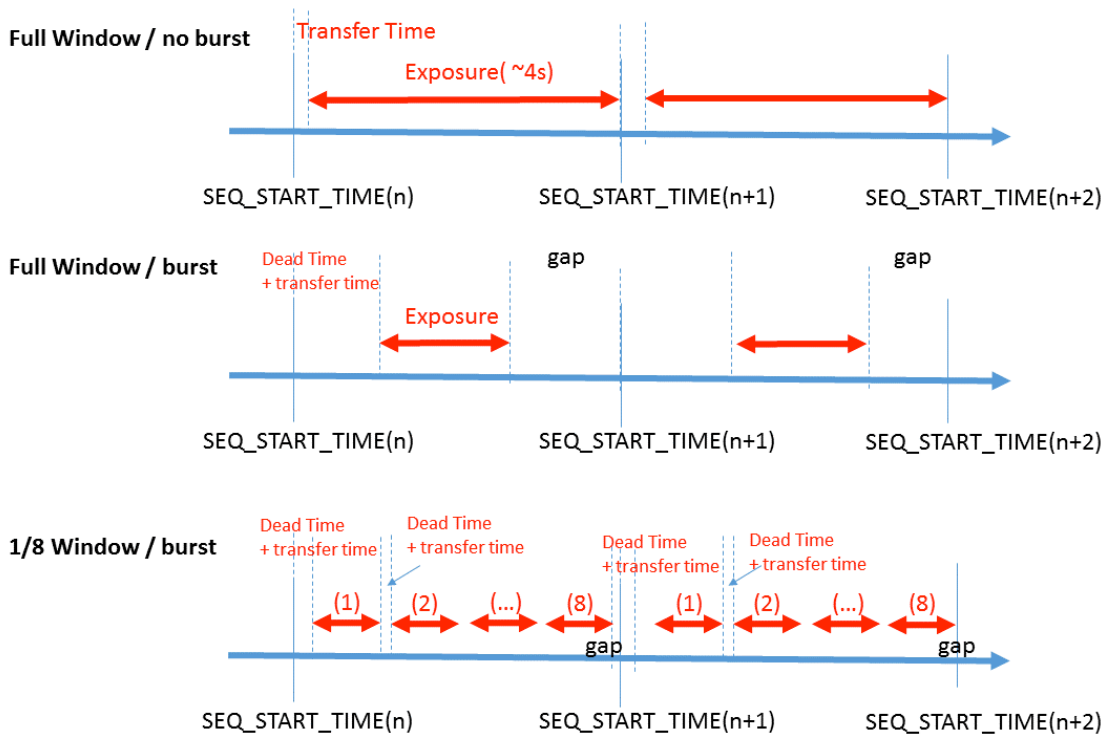 Full Window / no burst
Transfer Time
Exposure( ~4s)
SEQ_START_TIME(n)
SEQ_START_TIME(n+1)
SEQ_START_TIME(n+2)
Full Window / burst
Dead Time
+ transfer time
gap
gap
Exposure
SEQ_START_TIME(n)
SEQ_START_TIME(n+1)
SEQ_START_TIME(n+2)
1/8 Window / burst
Dead Time
+ transfer time
Dead Time
+ transfer time
Dead Time
+ transfer time
Dead Time
+ transfer time
(1)
(2)
(...)
(8)
(1)
(2)
(...)
(8)
gap
gap
SEQ_START_TIME(n)
SEQ_START_TIME(n+1)
SEQ_START_TIME(n+2)